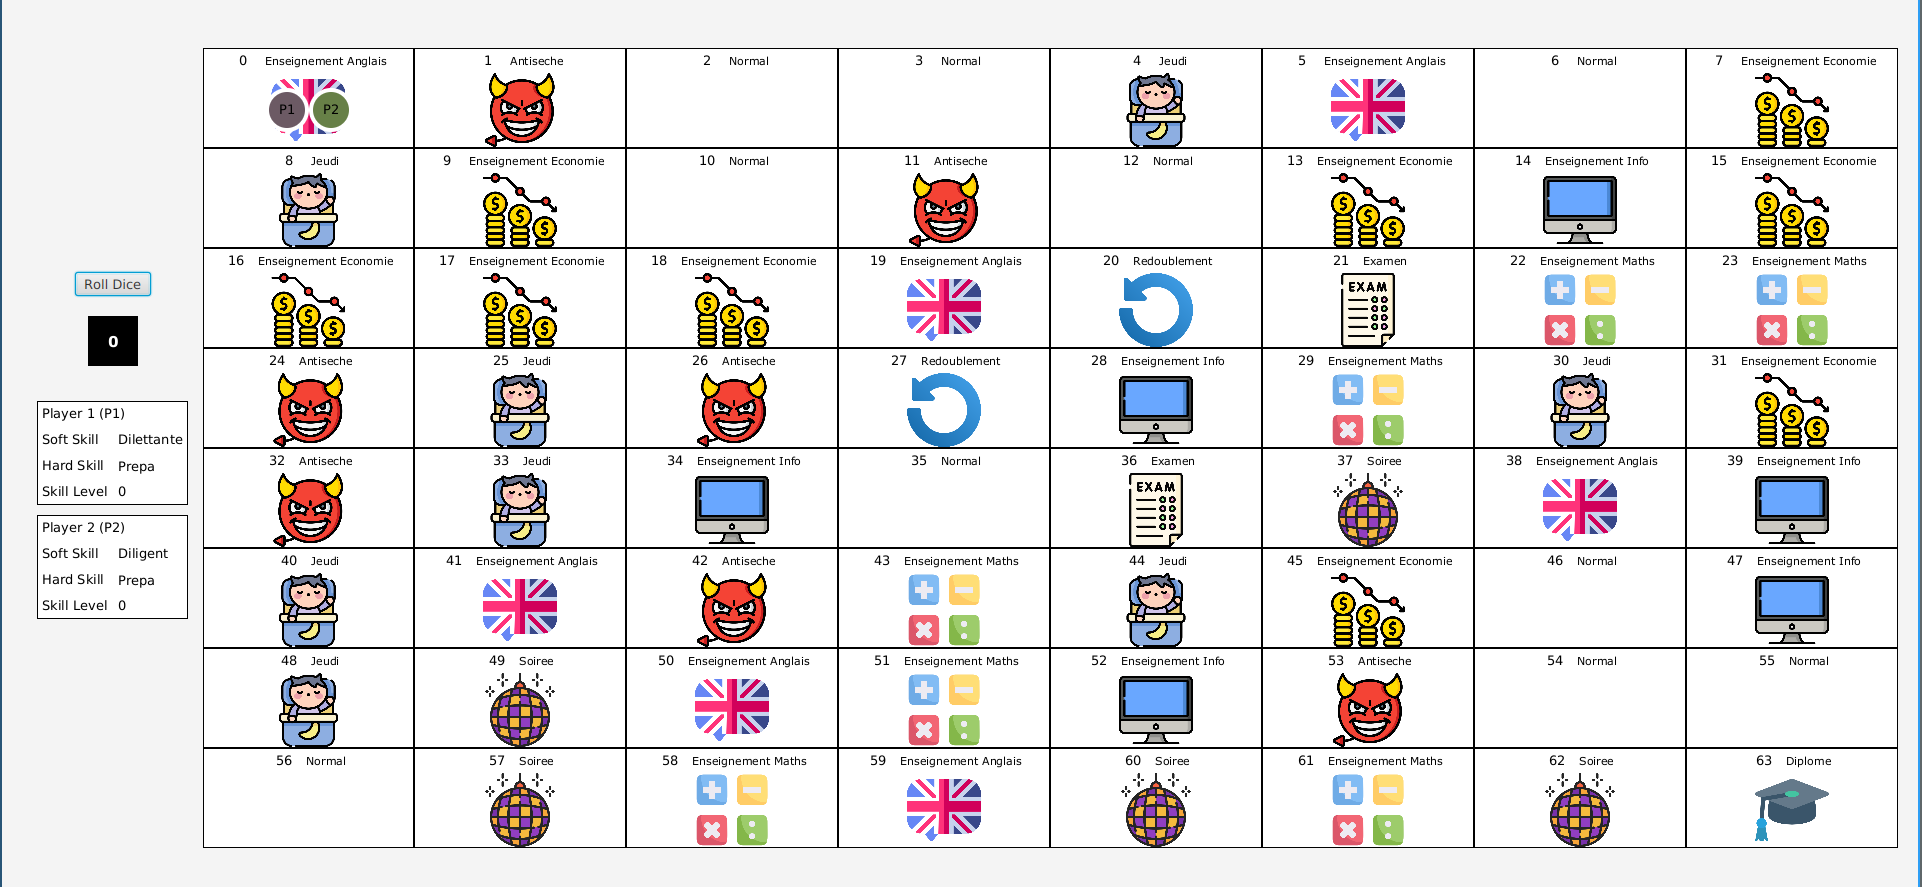 0 Enseignement Anglais
P1 P2
1 Antiseche
2 Normal
3 Normal
4 Jeudi
5 Enseignement Anglais
6 Normal
7 Enseignement Economie
8 Jeudi
9 Enseignement Economie
10 Normal
11 Antiseche
12 Normal
13 Enseignement Economie
14 Enseignement Info
15 Enseignement Economie
16 Enseignement Economie
17 Enseignement Economie
18 Enseignement Economie
19 Enseignement Anglais
20 Redoublement
21 Examen
EXAM
22 Enseignement Maths
23 Enseignement Maths
24 Antiseche
25 Jeudi
26 Antiseche
27 Redoublement
28 Enseignement Info
29 Enseignement Maths
30 Jeudi
31 Enseignement Economie
32 Antiseche
33 Jeudi
34 Enseignement Info
35 Normal
36 Examen
EXAM
37 Soiree
38 Enseignement Anglais
39 Enseignement Info
40 Jeudi
41 Enseignement Anglais
42 Antiseche
43 Enseignement Maths
44 Jeudi
45 Enseignement Economie
46 Normal
47 Enseignement Info
48 Jeudi
49 Soiree
50 Enseignement Anglais
51 Enseignement Maths
52 Enseignement Info
53 Antiseche
54 Normal
55 Normal
56 Normal
57 Soiree
58 Enseignement Maths
59 Enseignement Anglais
60 Soiree
61 Enseignement Maths
62 Soiree
63 Diplome
Roll Dice
0
Player 1 (P1)
Soft Skill Dilettante
Hard Skill Prepa
Skill Level 0
Player 2 (P2)
Soft Skill Diligent
Hard Skill Prepa
Skill Level 0